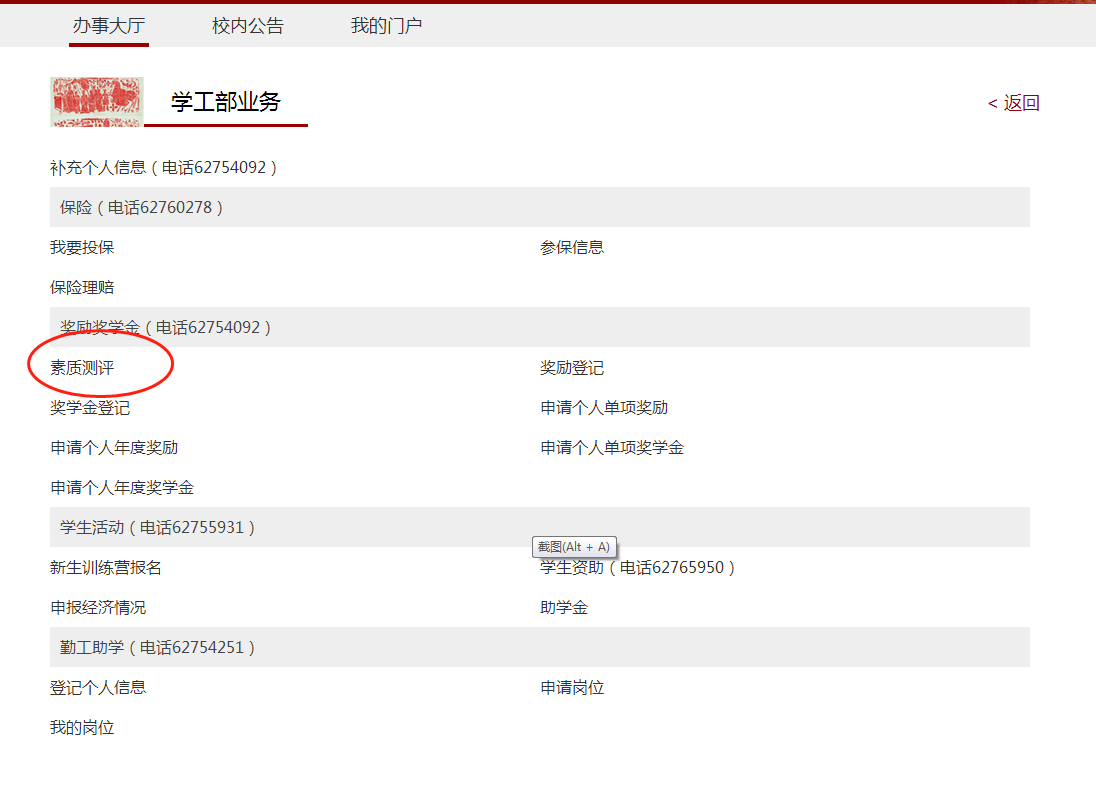 办事大厅 校内公告 我的门户
学工部业务 < 返回
补充个人信息（电话62754092）
保险（电话62760278）
我要投保 参保信息
保险理赔
奖励奖学金（电话62754092）
素质测评 奖励登记
奖学金登记 申请个人单项奖励
申请个人年度奖励 申请个人单项奖学金
申请个人年度奖学金
学生活动（电话62755931）
截图(Alt + A)
新生训练营报名 学生资助（电话62765950）
申报经济情况 助学金
勤工助学（电话62754251）
登记个人信息 申请岗位
我的岗位